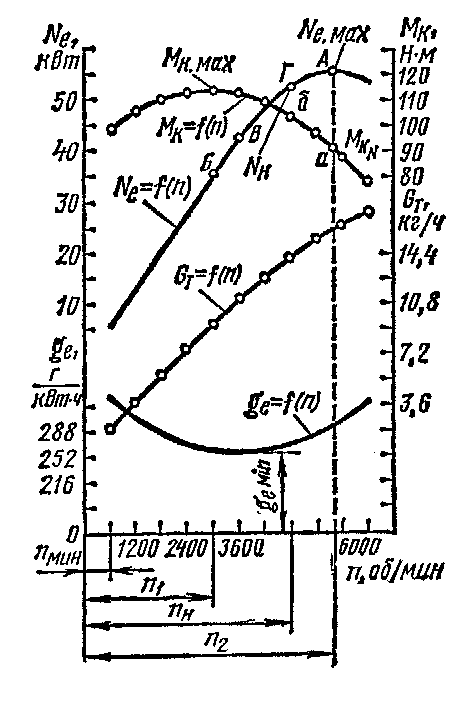 Ne,
кВт
Ne,max
Mк,
Н·м
Mк,max
Г
А
50
40
30
20
10
120
110
100
90
80
Mк=f(n)
В
Б
Nн
д
а
MкN
Ne=f(n)
Gт,
кг/ч
14,4
10,8
7,2
3,6
Gт=f(n)
ge,
г
кВт·ч
288
252
216
0
ge=f(n)
ge min
nмин
1200 2400 3600 6000
n, об/мин
n1
nн
n2